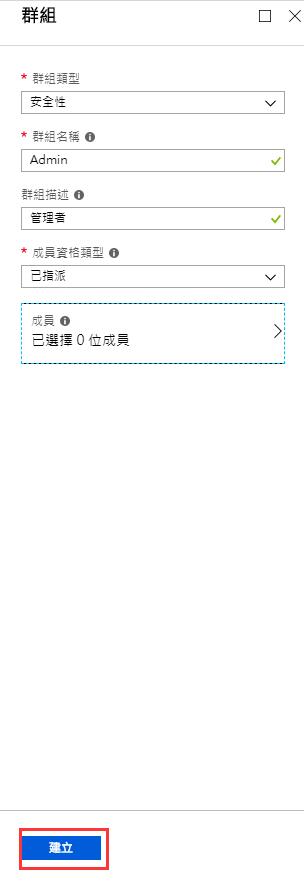 群組
* 群組類型
安全性
* 群組名稱
Admin
群組描述
管理者
* 成員資格類型
已指派
成員
已選擇 0 位成員
建立